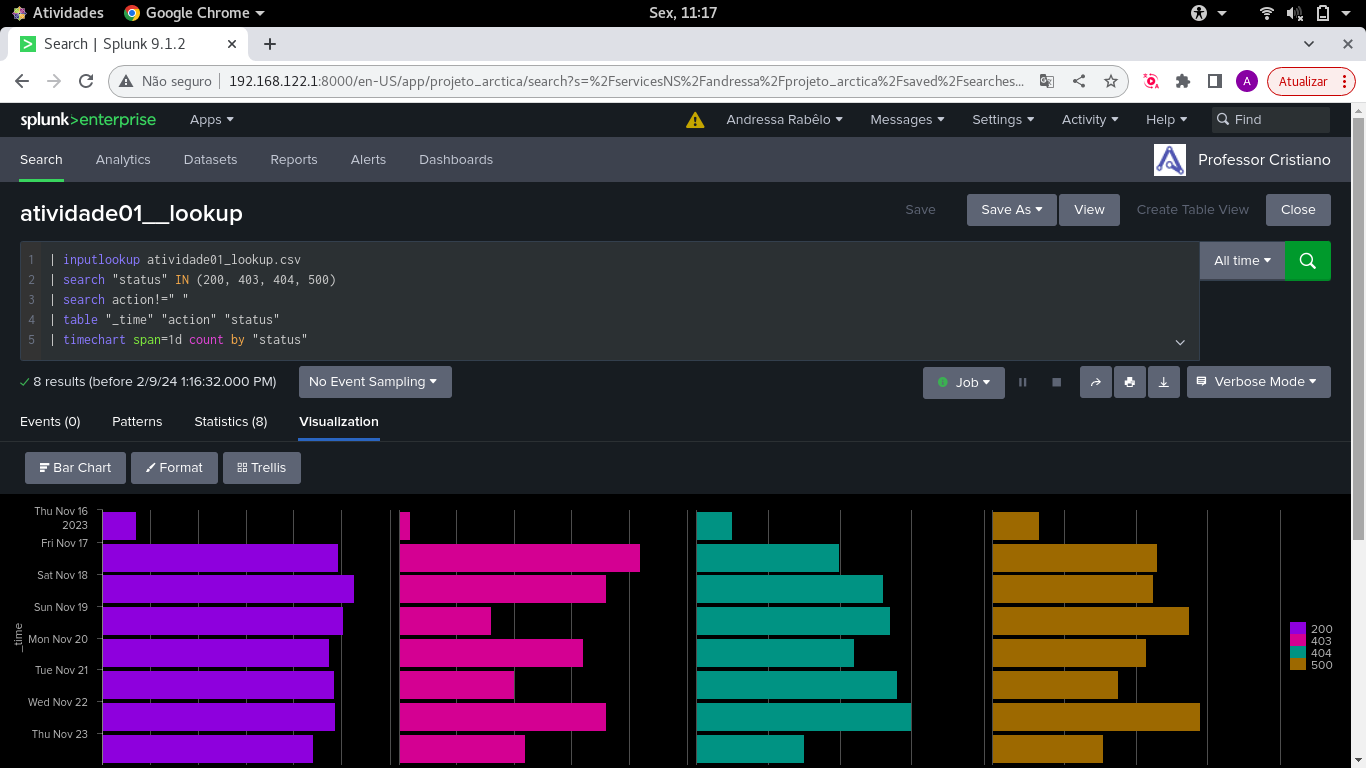 Atividades Google Chrome Sex, 11:17
Search | Splunk 9.1.2
Não seguro 192.168.122.1:8000/en-US/app/projeto_arctica/search?s=%2FservicesNS%2Fandressa%2Fprojeto_arctica%2Fsaved%2Fsearches... A Atualizar
splunk>enterprise Apps Andressa Rabêlo Messages Settings Activity Help Find
Search Analytics Datasets Reports Alerts Dashboards Professor Cristiano
atividade01__lookup Save Save As View Create Table View Close
1 | inputlookup atividade01_lookup.csv
2 | search "status" IN (200, 403, 404, 500)
3 | search action!=" "
4 | table "_time" "action" "status"
5 | timechart span=1d count by "status"
All time
8 results (before 2/9/24 1:16:32.000 PM) No Event Sampling Job Verbose Mode
Events (0) Patterns Statistics (8) Visualization
Bar Chart Format Trellis
_time
Thu Nov 16
2023
Fri Nov 17
Sat Nov 18
Sun Nov 19
Mon Nov 20
Tue Nov 21
Wed Nov 22
Thu Nov 23
200
403
404
500